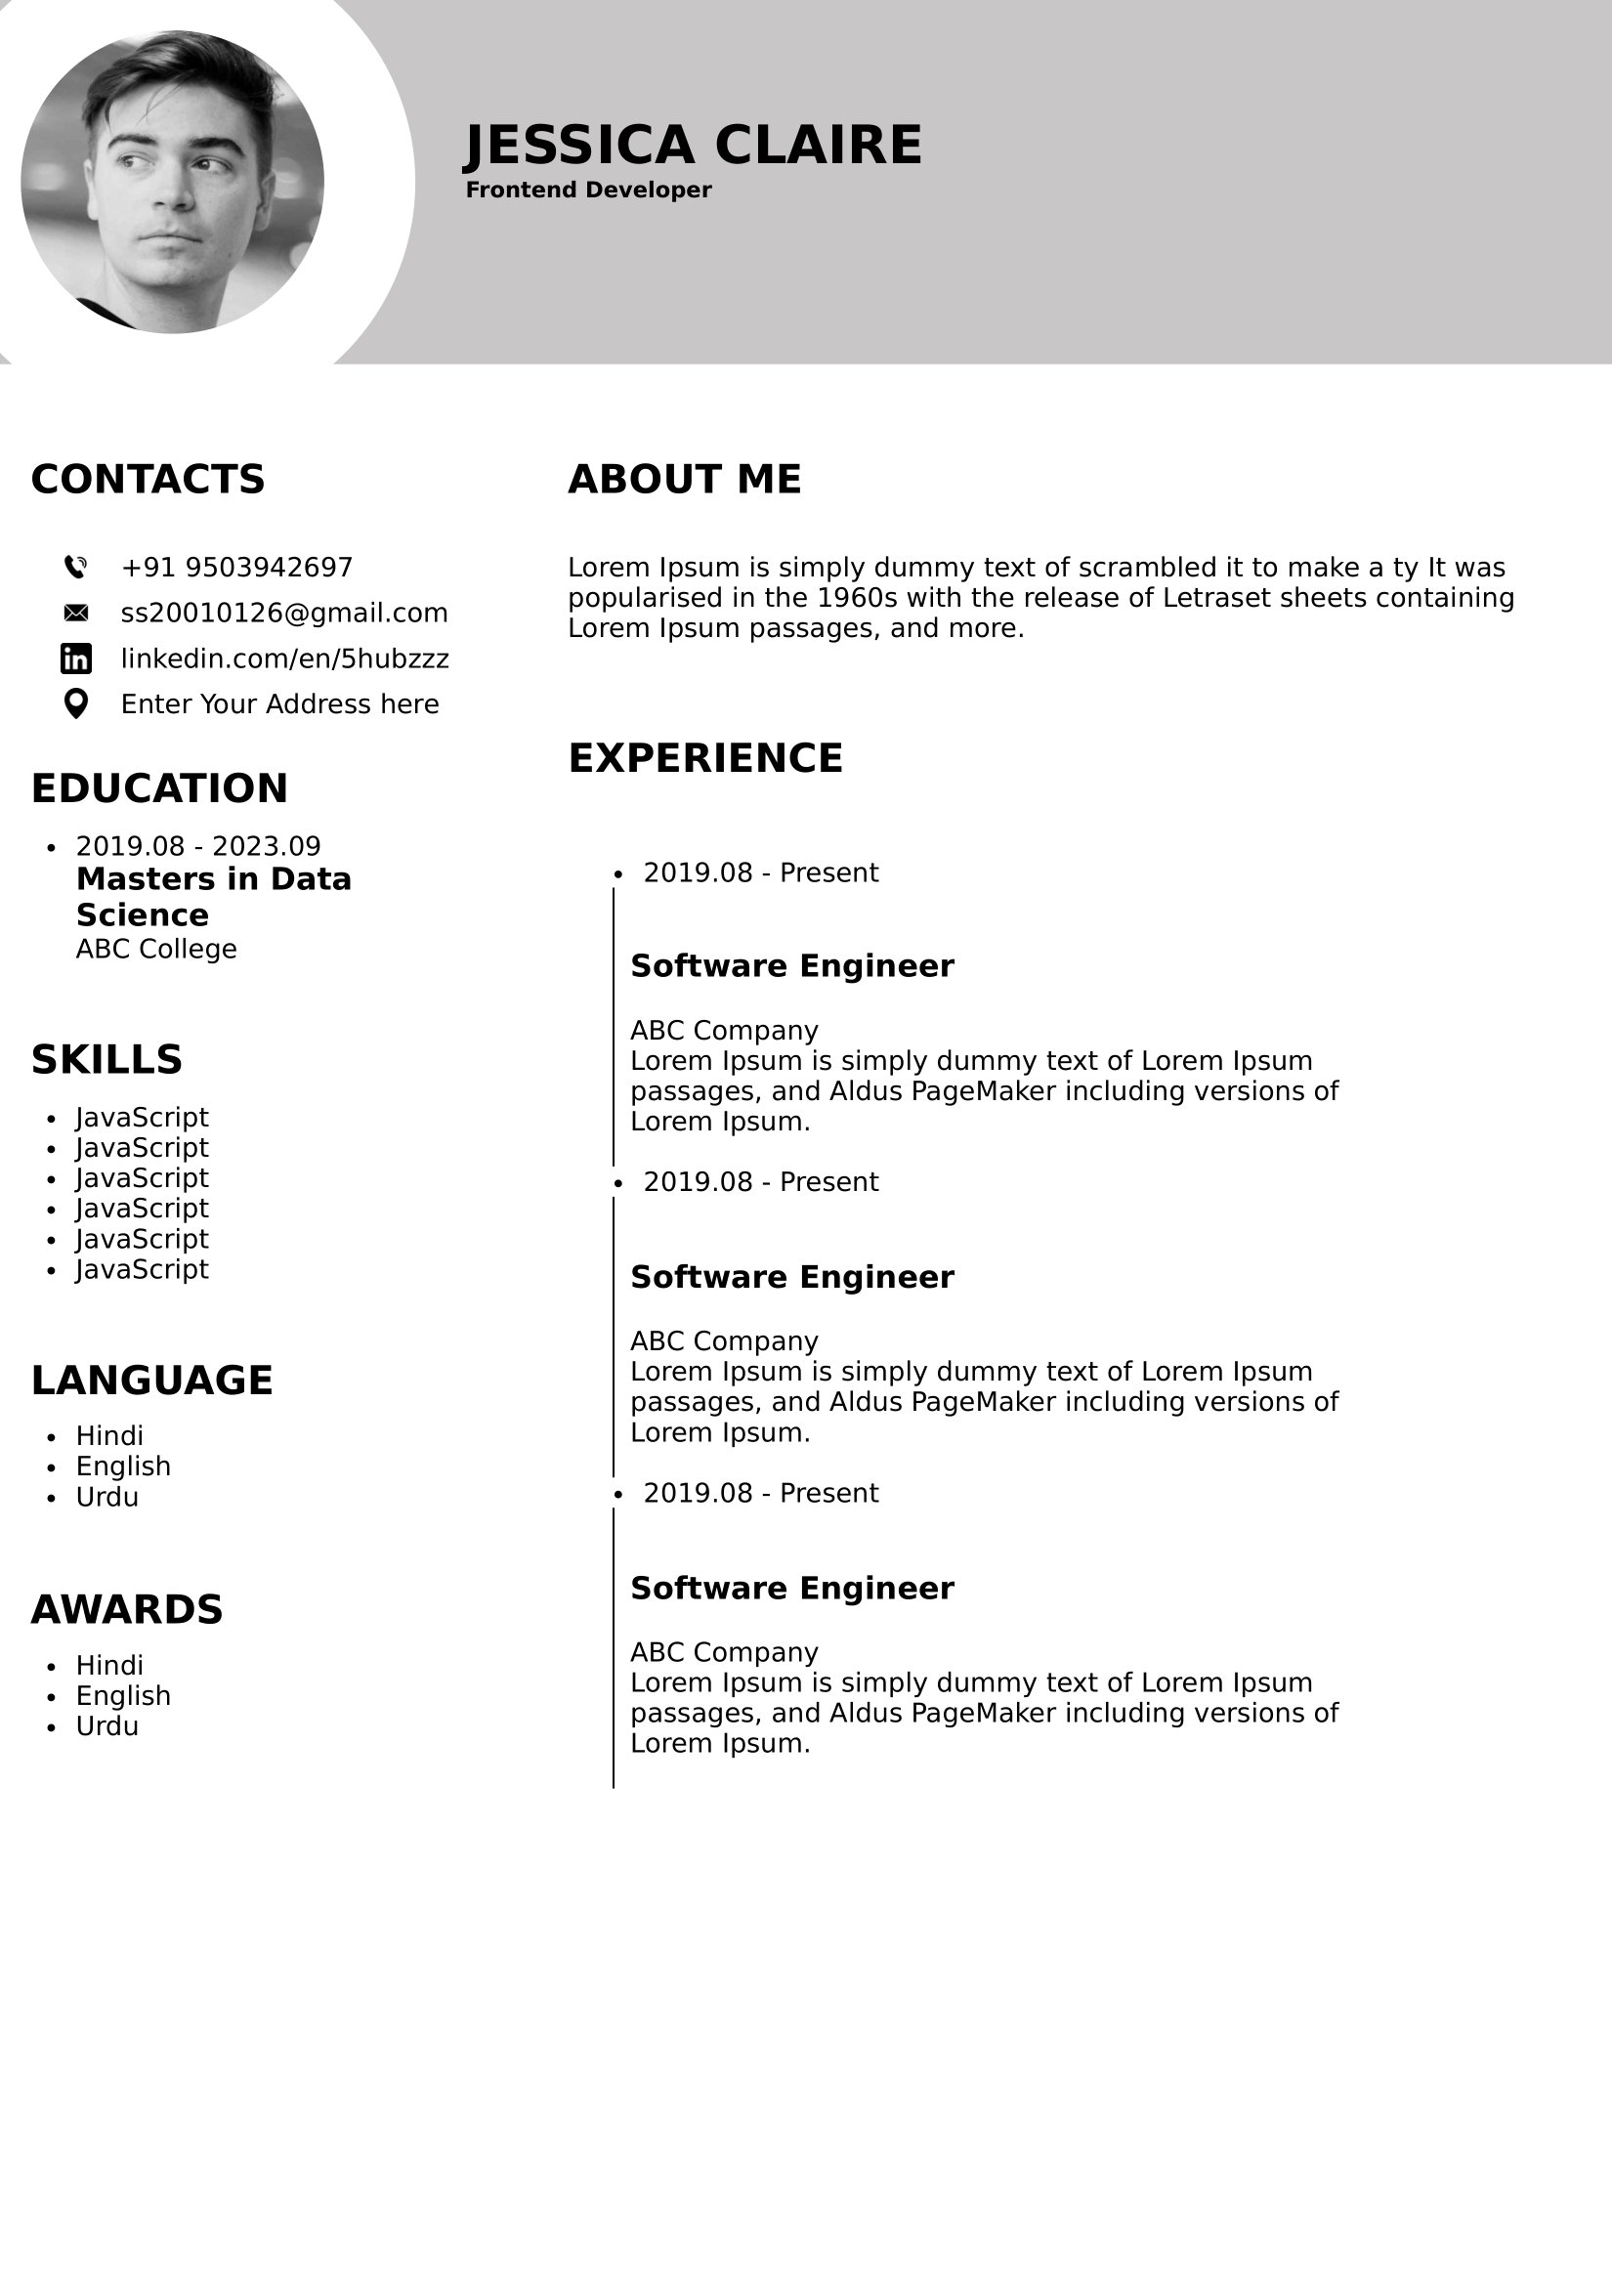 JESSICA CLAIRE
Frontend Developer
CONTACTS
+91 9503942697
ss20010126@gmail.com
linkedin.com/en/5hubzzz
Enter Your Address here
EDUCATION
• 2019.08 - 2023.09
Masters in Data
Science
ABC College
SKILLS
• JavaScript
• JavaScript
• JavaScript
• JavaScript
• JavaScript
• JavaScript
LANGUAGE
• Hindi
• English
• Urdu
AWARDS
• Hindi
• English
• Urdu
ABOUT ME
Lorem Ipsum is simply dummy text of scrambled it to make a ty It was
popularised in the 1960s with the release of Letraset sheets containing
Lorem Ipsum passages, and more.
EXPERIENCE
• 2019.08 - Present
Software Engineer
ABC Company
Lorem Ipsum is simply dummy text of Lorem Ipsum
passages, and Aldus PageMaker including versions of
Lorem Ipsum.
• 2019.08 - Present
Software Engineer
ABC Company
Lorem Ipsum is simply dummy text of Lorem Ipsum
passages, and Aldus PageMaker including versions of
Lorem Ipsum.
• 2019.08 - Present
Software Engineer
ABC Company
Lorem Ipsum is simply dummy text of Lorem Ipsum
passages, and Aldus PageMaker including versions of
Lorem Ipsum.